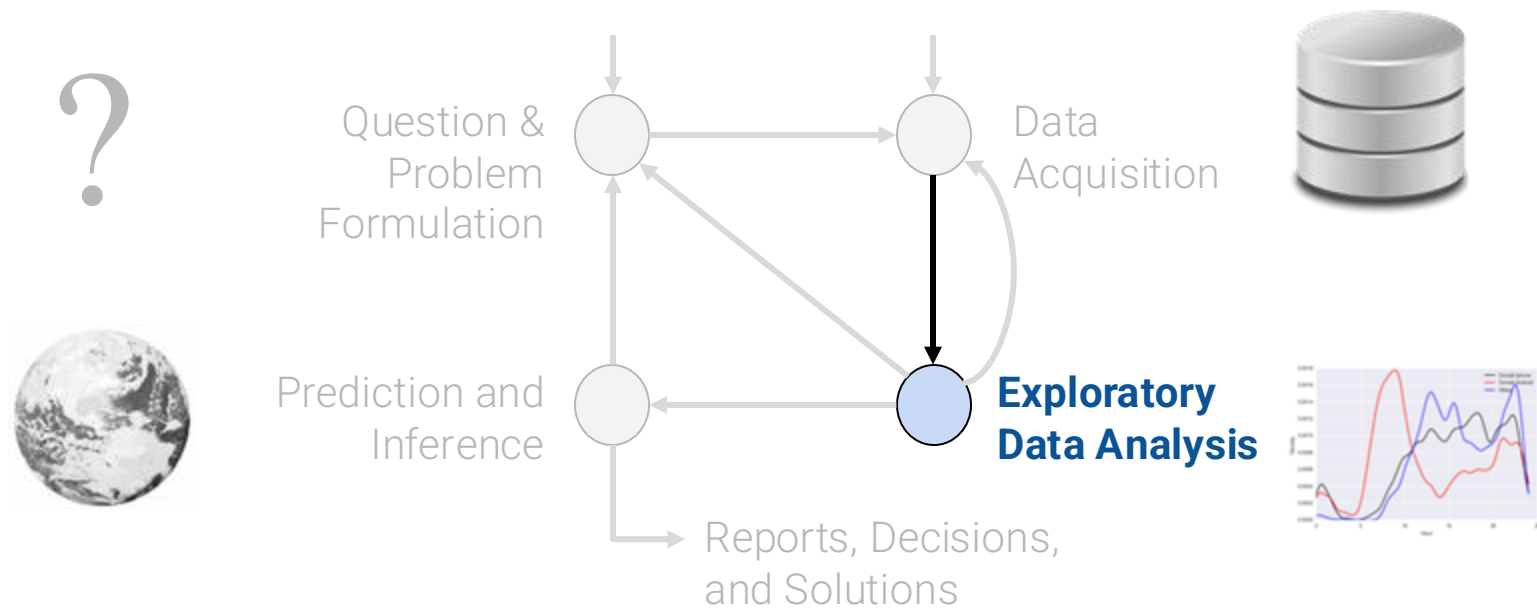 ?
Question &
Problem
Formulation
Data
Acquisition
Prediction and
Inference
Exploratory
Data Analysis
Reports, Decisions,
and Solutions